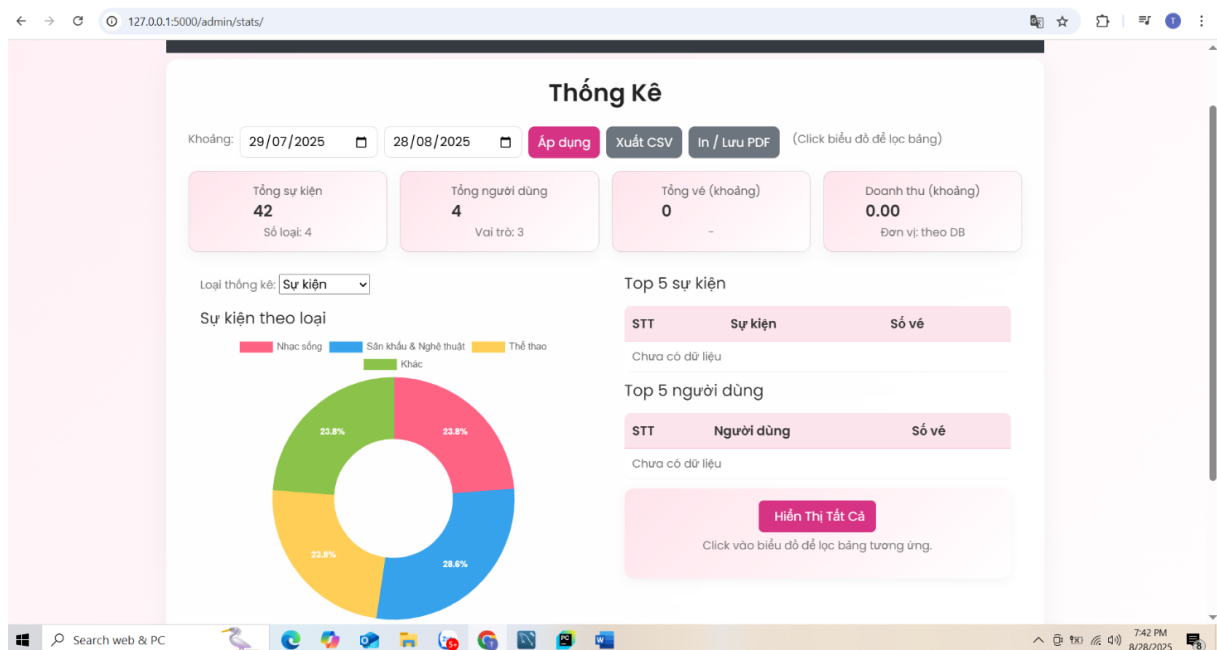 127.0.0.1:5000/admin/stats/
T
Thống Kê
Khoảng: 29/07/2025 28/08/2025 Áp dụng Xuất CSV In / Lưu PDF (Click biểu đồ để lọc bảng)
Tổng sự kiện
42
Số loại: 4
Tổng người dùng
4
Vai trò: 3
Tổng vé (khoảng)
0
-
Doanh thu (khoảng)
0.00
Đơn vị: theo DB
Loại thống kê: Sự kiện
Sự kiện theo loại
Nhạc sống Sân khấu & Nghệ thuật Thể thao
Khác
23.8% 23.8%
23.8% 28.6%
Top 5 sự kiện
STT Sự kiện Số vé
Chưa có dữ liệu
Top 5 người dùng
STT Người dùng Số vé
Chưa có dữ liệu
Hiển Thị Tất Cả
Click vào biểu đồ để lọc bảng tương ứng.
Search web & PC
5+
PC
W
7:42 PM
8/28/2025
8